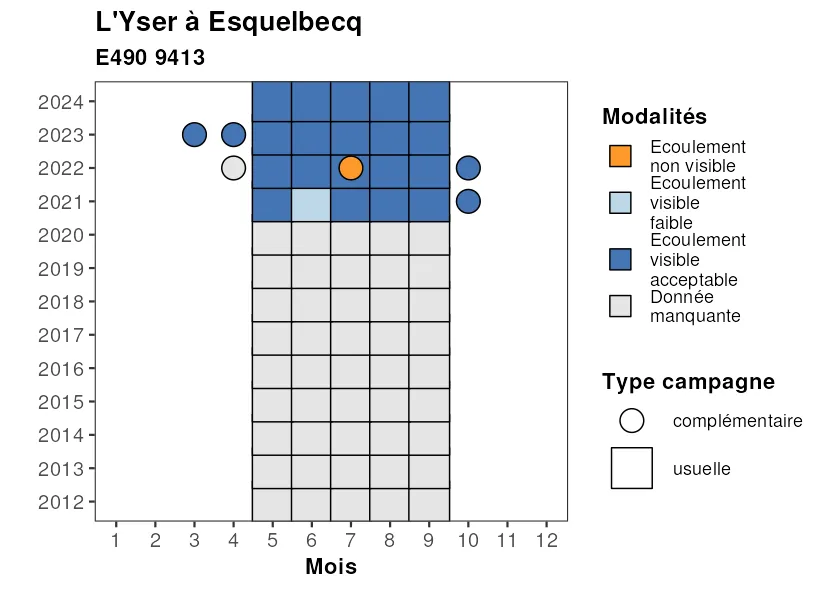 L'Yser à Esquelbecq
E490 9413
2024
2023
2022
2021
2020
2019
2018
2017
2016
2015
2014
2013
2012
1 2 3 4 5 6 7 8 9 10 11 12
Mois
Modalités
Ecoulement
non visible
Ecoulement
visible
faible
Ecoulement
visible
acceptable
Donnée
manquante
Type campagne
complémentaire
usuelle